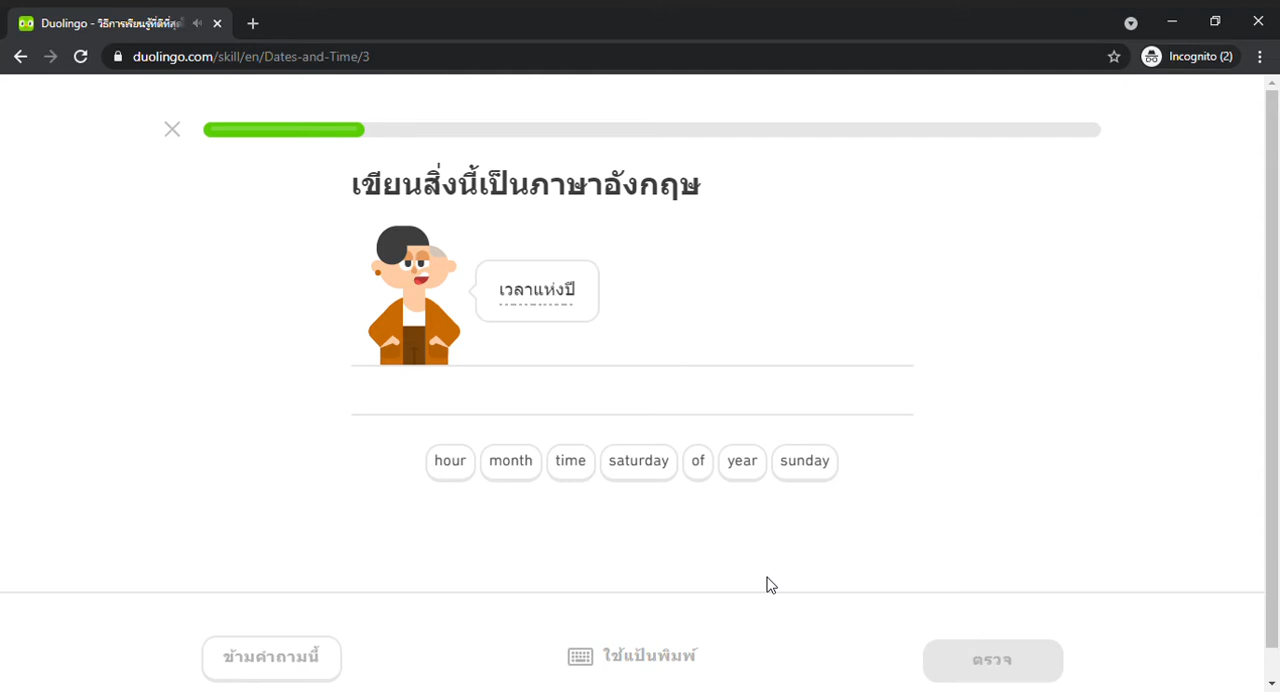 Duolingo - วิธีการเรียนรู้ที่ดีที่สุด
duolingo.com/skill/en/Dates-and-Time/3
Incognito (2)
เขียนสิ่งนี้เป็นภาษาอังกฤษ
เวลาแห่งปี
hour month time saturday of year sunday
ข้ามคำถามนี้ ใช้แป้นพิมพ์ ตรวจ